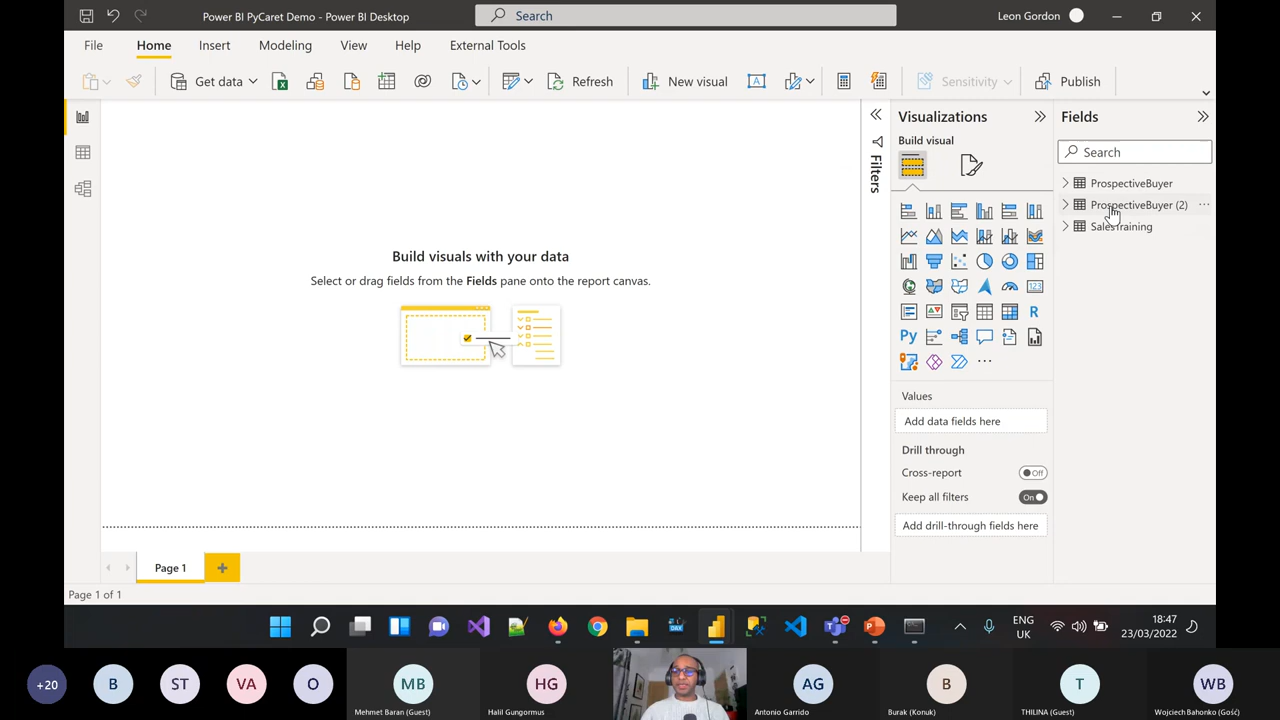 Power BI PyCaret Demo - Power BI Desktop
Search
Leon Gordon
File Home Insert Modeling View Help External Tools
Get data Refresh New visual Sensitivity Publish
Visualizations
Fields
Build visual
Search
Filters
ProspectiveBuyer
ProspectiveBuyer (2)
SalesTraining
Build visuals with your data
Select or drag fields from the Fields pane onto the report canvas.
R
Py
123
Values
Add data fields here
Drill through
Cross-report Off
Keep all filters On
Add drill-through fields here
Page 1
Page 1 of 1
DAX
ENG
UK
18:47
23/03/2022
+20 B ST VA O MB HG AG B T WB
Mehmet Baran (Guest) Halil Gungormus Antonio Garrido Burak (Konuk) THILINA (Guest) Wojciech Bahonko (Gość)